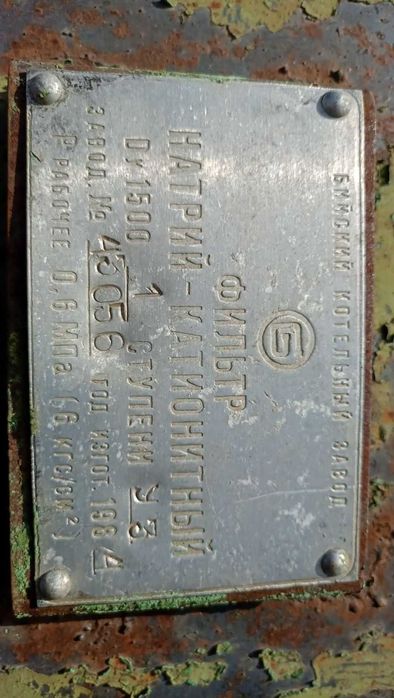 БИЙСКИЙ КОТЕЛЬНЫЙ ЗАВОД
Б
ФИЛЬТР
НАТРИЙ-КАТИОНИТНЫЙ
Dу 1500 1 СТУПЕНИ У3
ЗАВОД. № 45056 ГОД ИЗГОТ. 1984
Р РАБОЧЕЕ 0,6 МПа (6 КГС/СМ²)